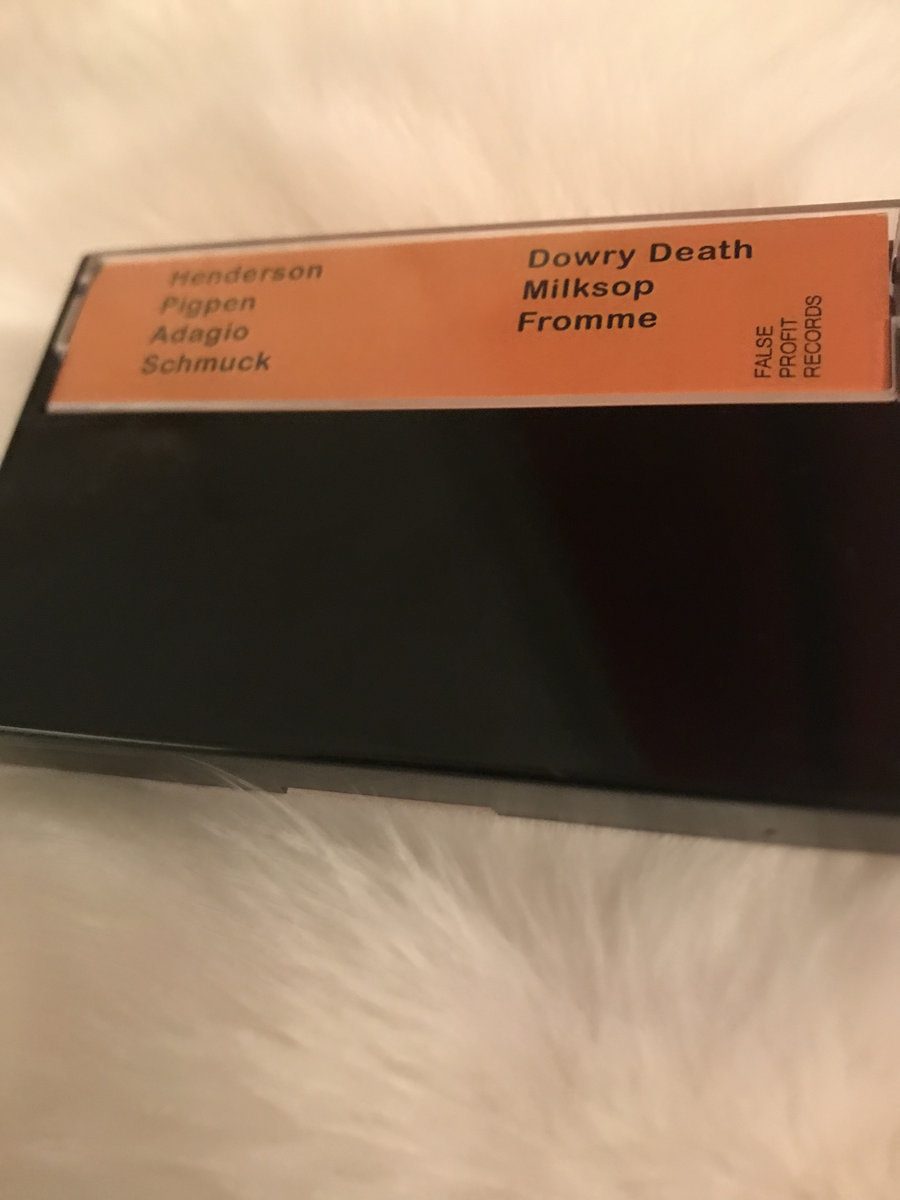 Henderson
Pigpen
Adagio
Schmuck
Dowry Death
Milksop
Fromme
FALSE
PROFIT
RECORDS